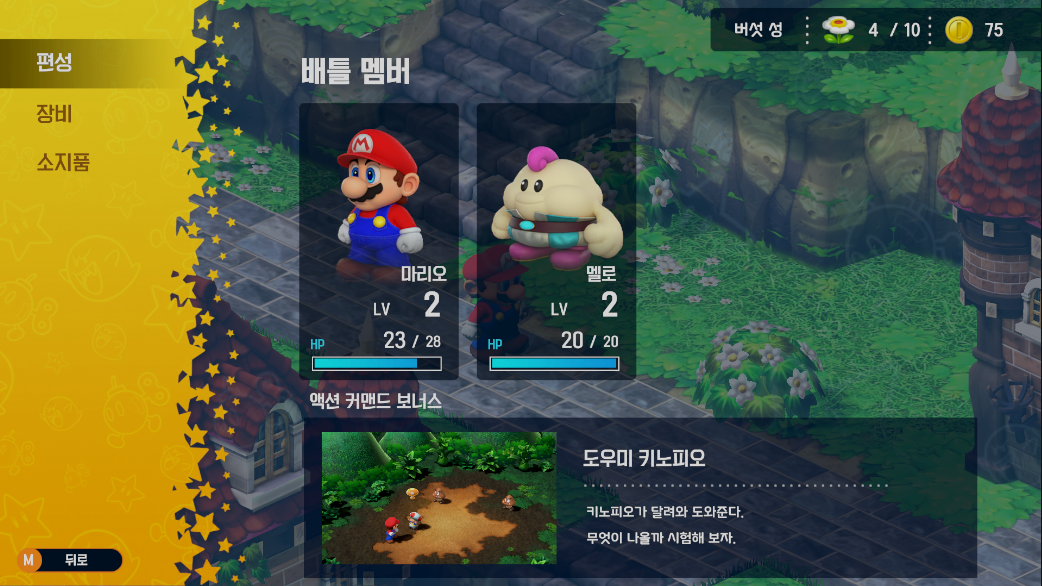 버섯 성 4 / 10 75
편성
장비
소지품
배틀 멤버
마리오
LV 2
HP 23 / 28
멜로
LV 2
HP 20 / 20
액션 커맨드 보너스
도우미 키노피오
키노피오가 달려와 도와준다.
무엇이 나올까 시험해 보자.
M 뒤로